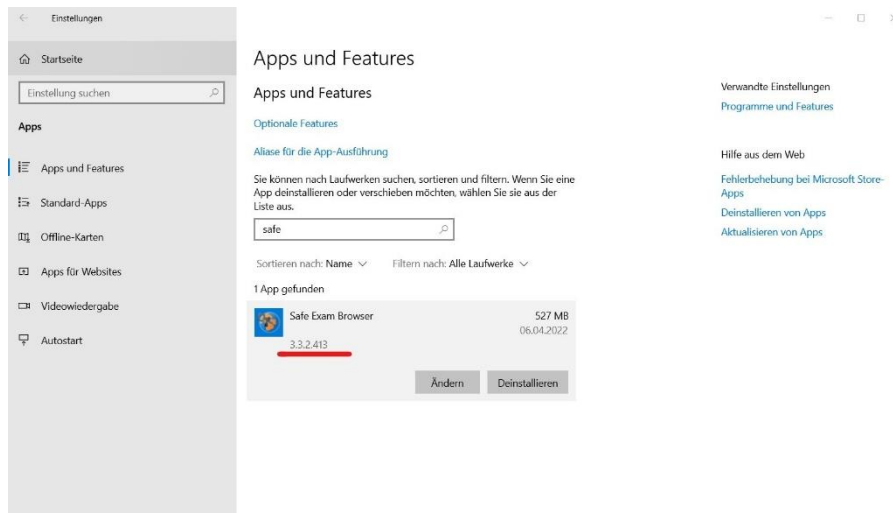 Einstellungen
Startseite
Einstellung suchen
Apps
Apps und Features
Standard-Apps
Offline-Karten
Apps für Websites
Videowiedergabe
Autostart
Apps und Features
Apps und Features
Optionale Features
Aliase für die App-Ausführung
Sie können nach Laufwerken suchen, sortieren und filtern. Wenn Sie eine
App deinstallieren oder verschieben möchten, wählen Sie sie aus der
Liste aus.
safe
Sortieren nach: Name Filtern nach: Alle Laufwerke
1 App gefunden
Safe Exam Browser 527 MB
06.04.2022
3.3.2.413
Ändern Deinstallieren
Verwandte Einstellungen
Programme und Features
Hilfe aus dem Web
Fehlerbehebung bei Microsoft Store-
Apps
Deinstallieren von Apps
Aktualisieren von Apps